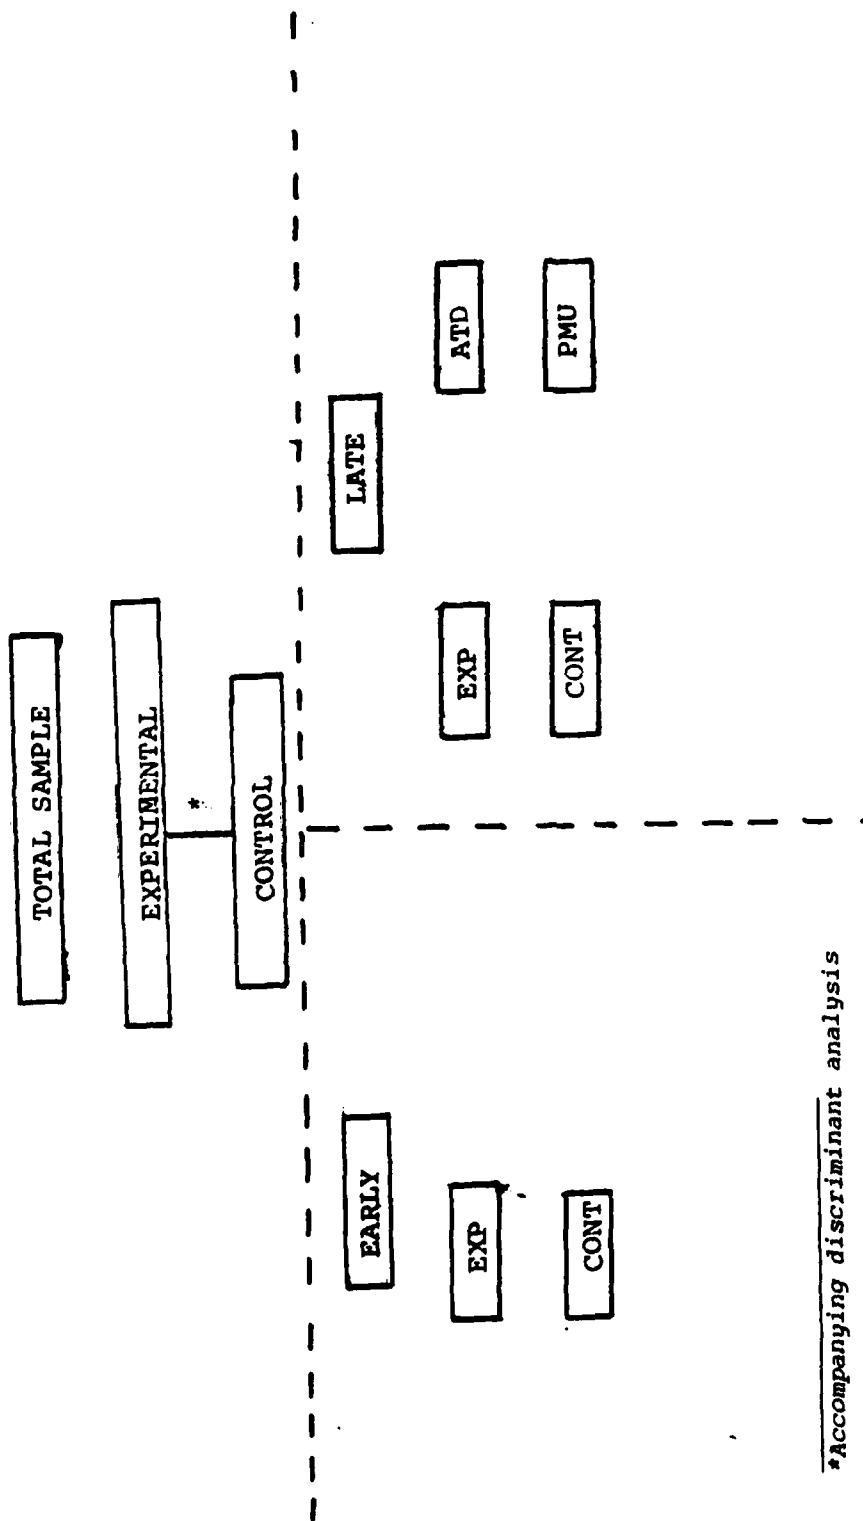 TOTAL SAMPLE
EXPERIMENTAL
*
CONTROL
EARLY
LATE
EXP
EXP
ATD
CONT
CONT
PMU
*Accompanying discriminant analysis